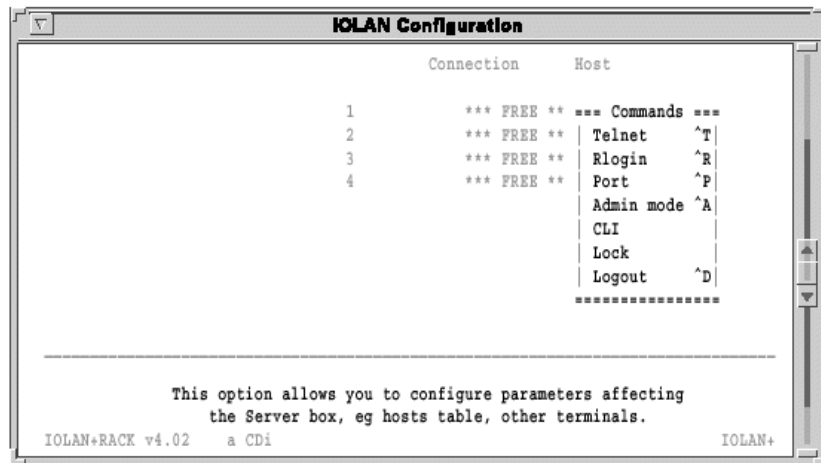 IOLAN Configuration
Connection Host
1 *** FREE ** === Commands ===
2 *** FREE ** | Telnet ^T|
3 *** FREE ** | Rlogin ^R|
4 *** FREE ** | Port ^P|
| Admin mode ^A|
| CLI |
| Lock |
| Logout ^D|
================
This option allows you to configure parameters affecting
the Server box, eg hosts table, other terminals.
IOLAN+RACK v4.02 a CDi IOLAN+